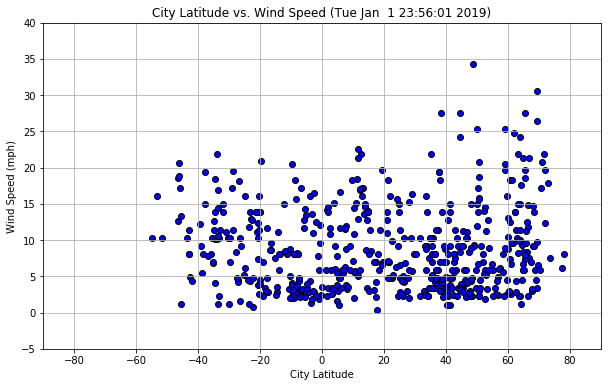 City Latitude vs. Wind Speed (Tue Jan  1 23:56:01 2019)
40
35
30
25
20
15
10
5
0
−5
Wind Speed (mph)
−80 −60 −40 −20 0 20 40 60 80
City Latitude